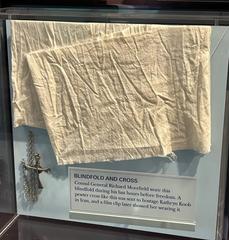 BLINDFOLD AND CROSS
Consul General Richard Morefield wore this
blindfold during his last hours before freedom. A
pewter cross like this was sent to hostage Kathryn Koob
in Iran, and a film clip later showed her wearing it.